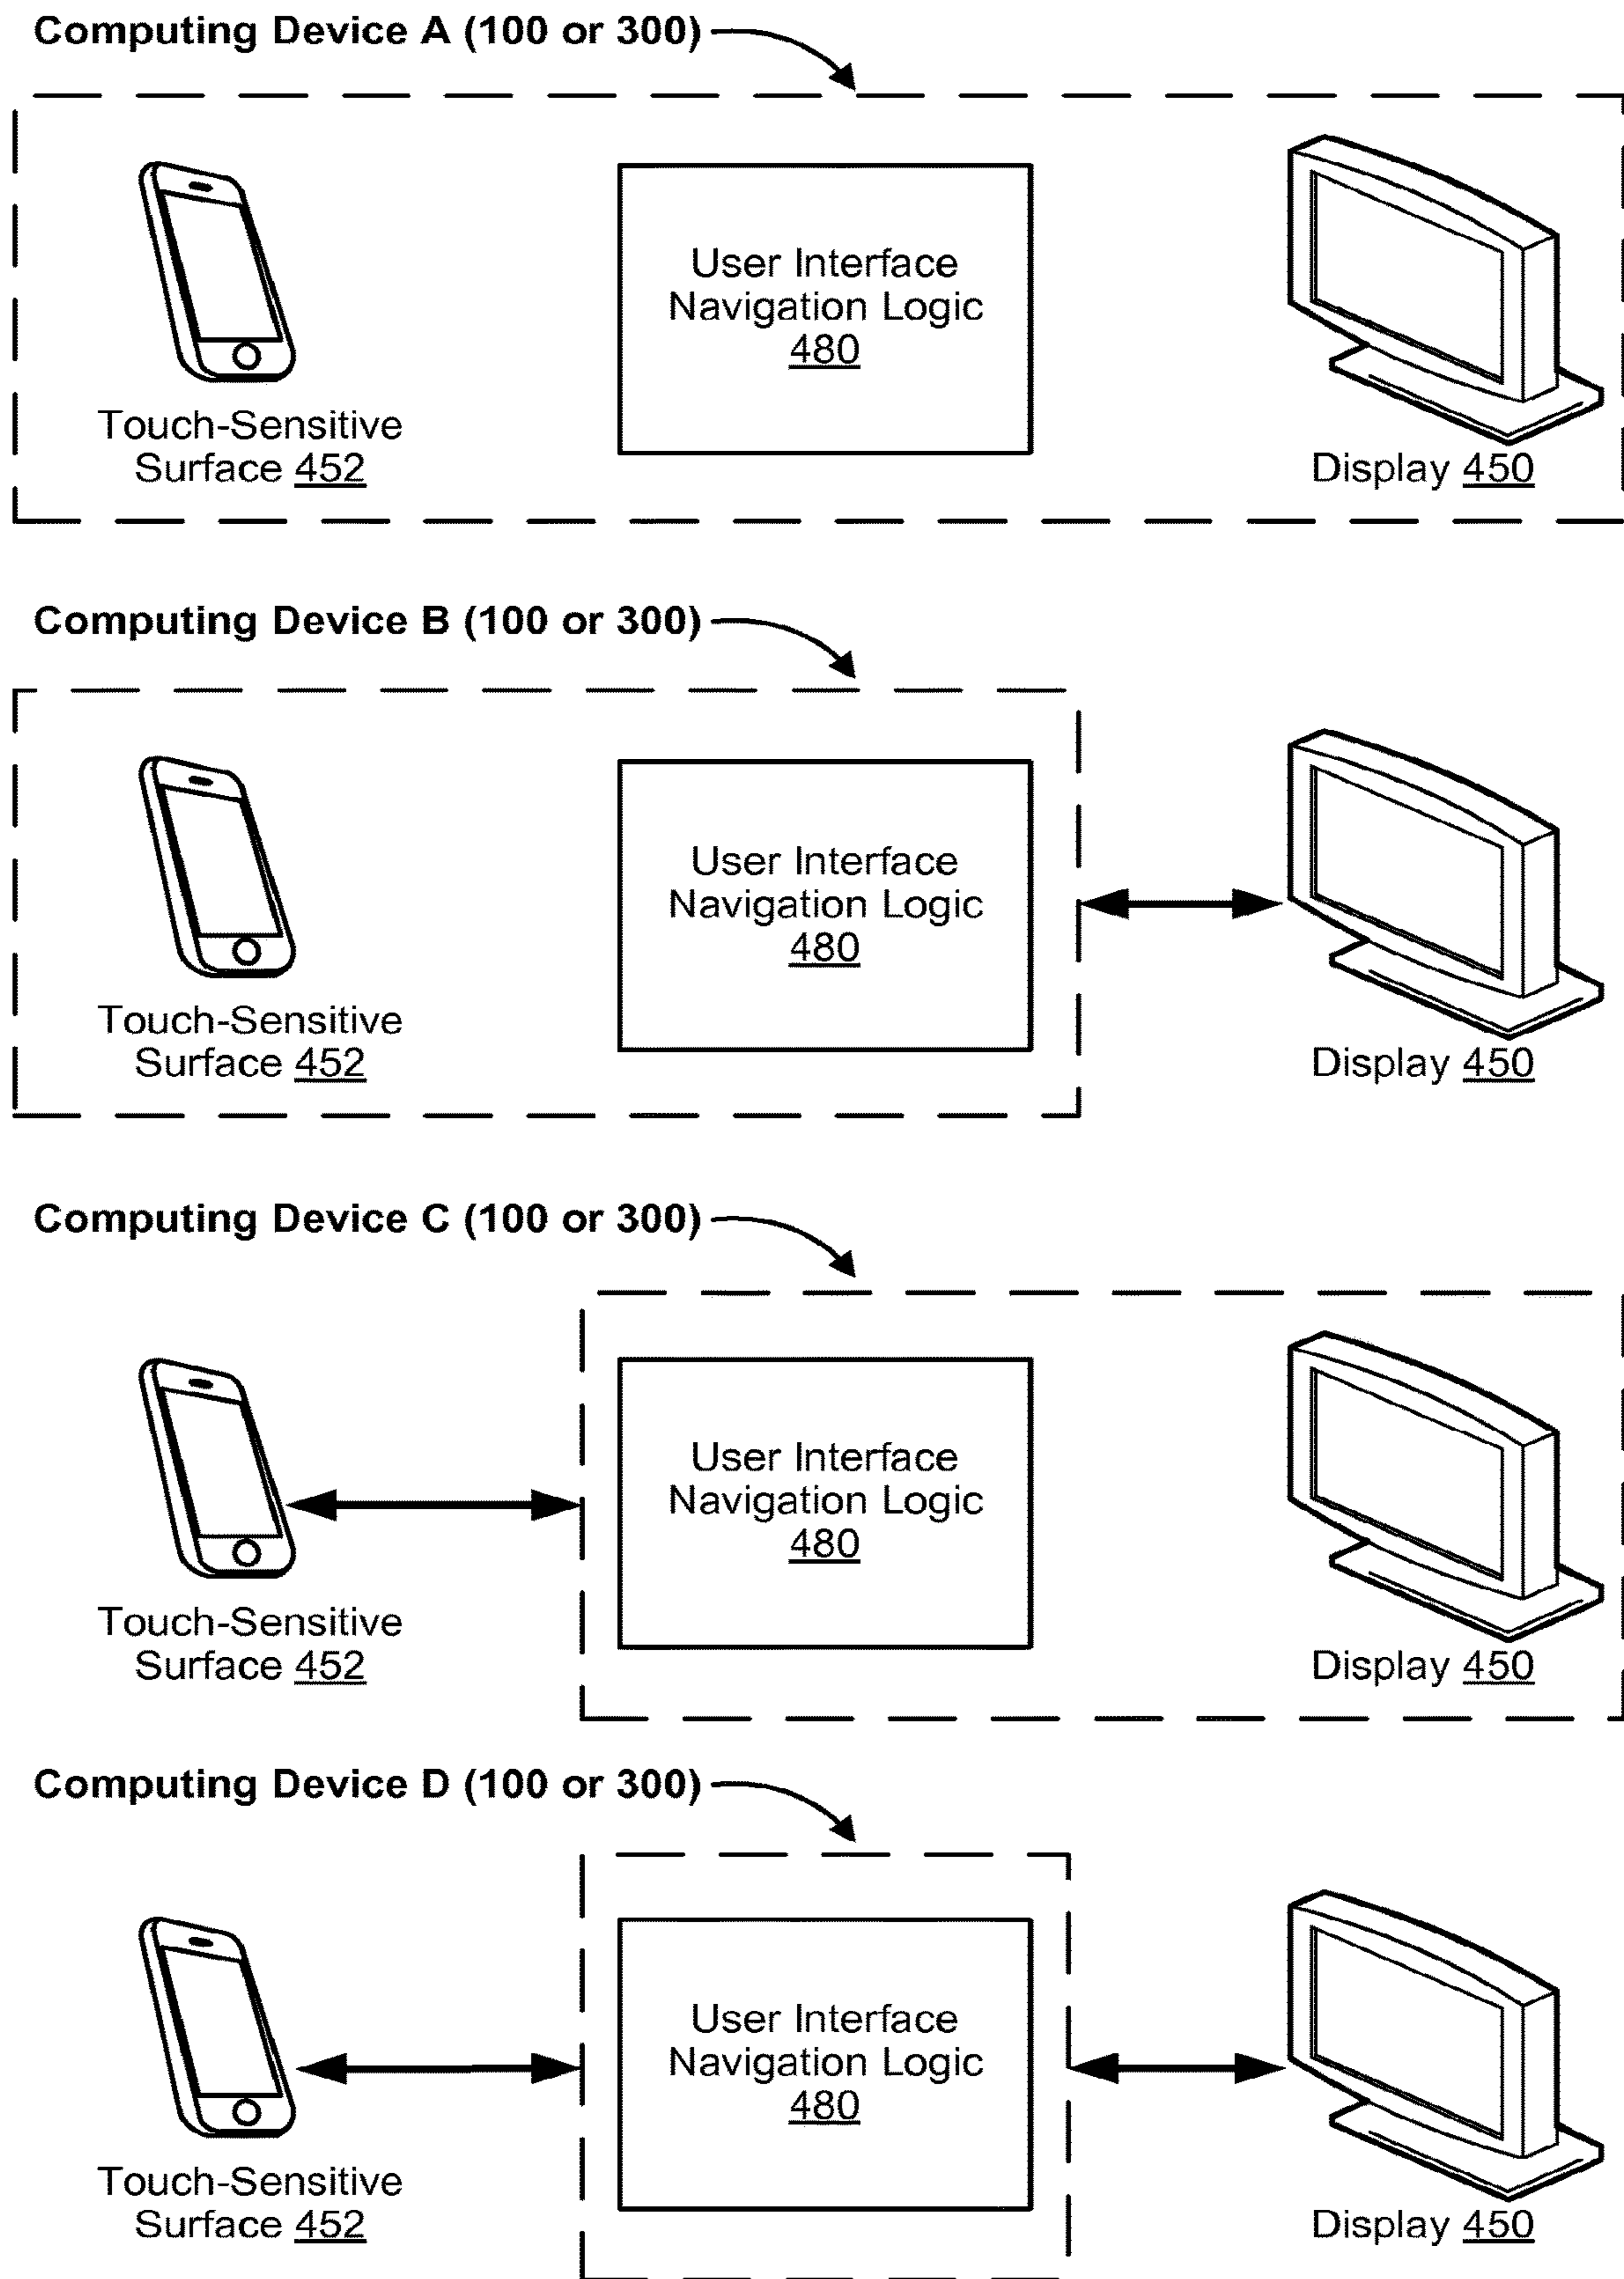 Computing Device A (100 or 300)
User Interface
Navigation Logic
480
Touch-Sensitive
Surface 452
Display 450
Computing Device B (100 or 300)
User Interface
Navigation Logic
480
Touch-Sensitive
Surface 452
Display 450
Computing Device C (100 or 300)
User Interface
Navigation Logic
480
Touch-Sensitive
Surface 452
Display 450
Computing Device D (100 or 300)
User Interface
Navigation Logic
480
Touch-Sensitive
Surface 452
Display 450